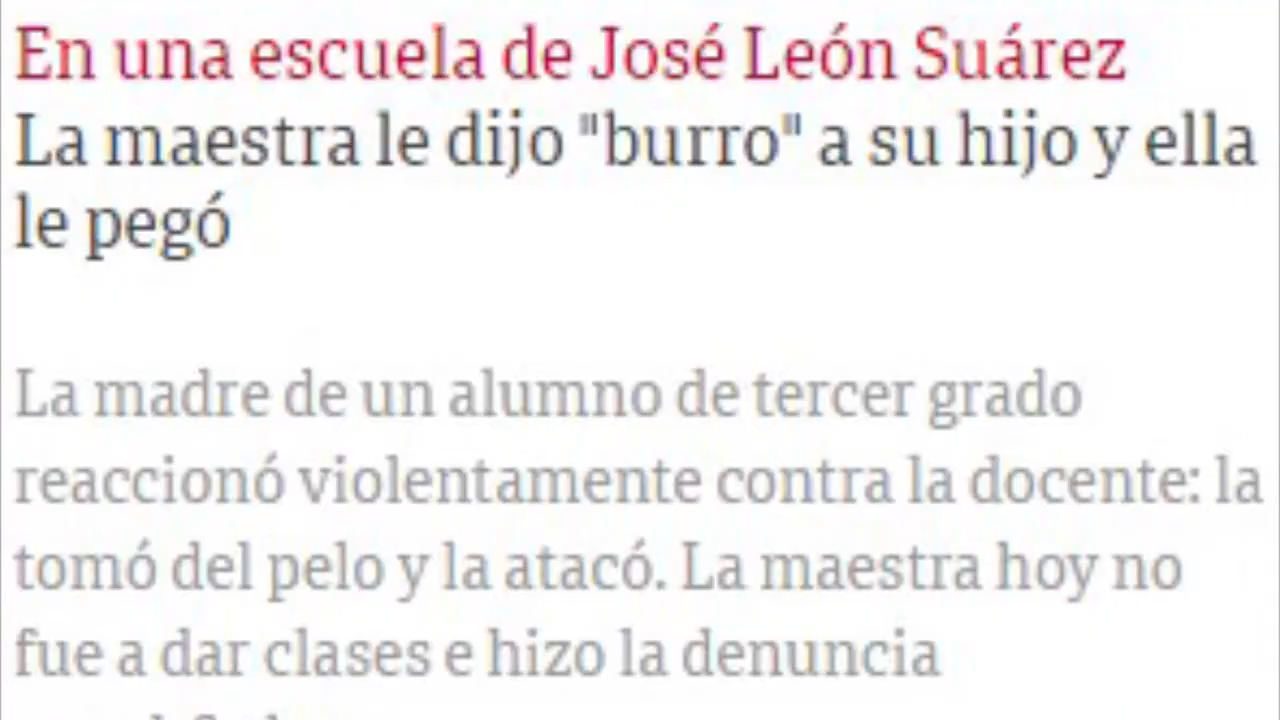 En una escuela de José León Suárez
La maestra le dijo "burro" a su hijo y ella
le pegó
La madre de un alumno de tercer grado
reaccionó violentamente contra la docente: la
tomó del pelo y la atacó. La maestra hoy no
fue a dar clases e hizo la denuncia